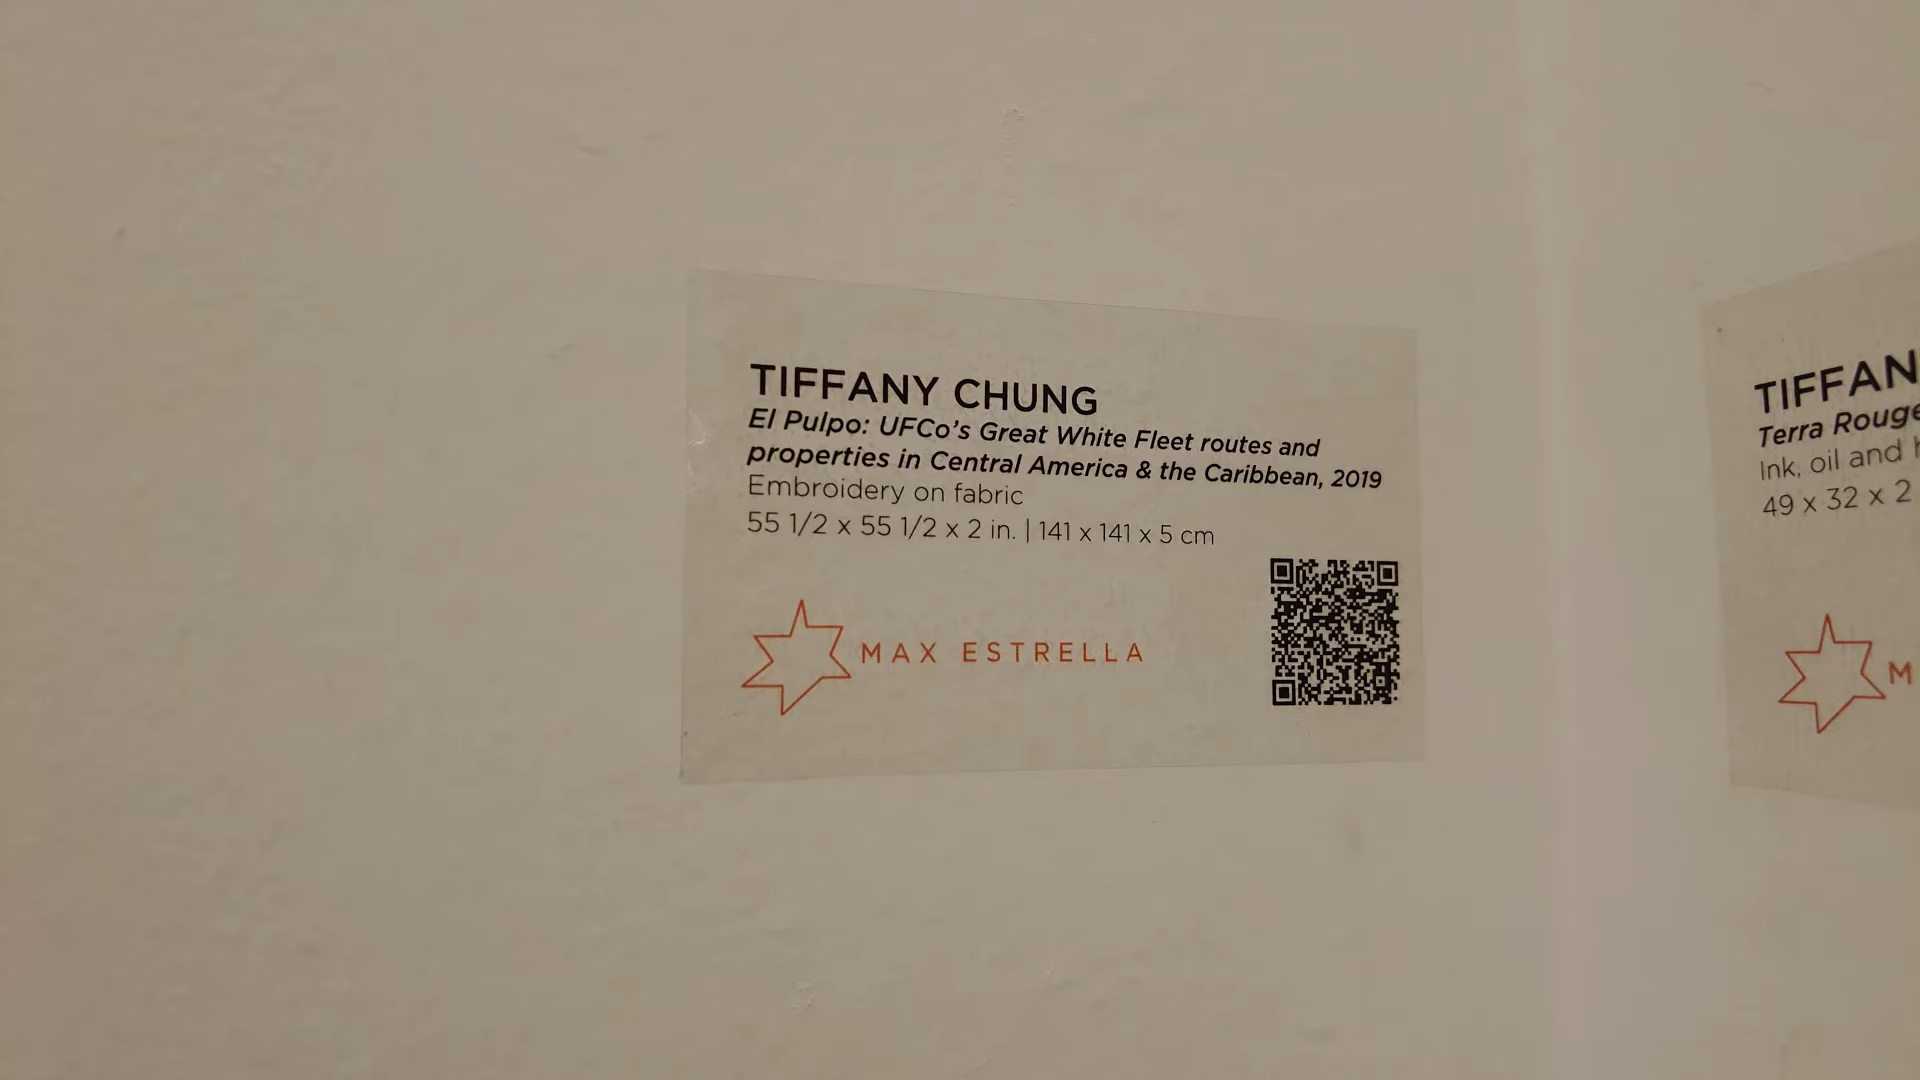 TIFFANY CHUNG
El Pulpo: UFCo's Great White Fleet routes and
properties in Central America & the Caribbean, 2019
Embroidery on fabric
55 1/2 x 55 1/2 x 2 in. | 141 x 141 x 5 cm
MAX ESTRELLA
TIFFAN
Terra Rouge
Ink, oil and
49 x 32 x 2
M